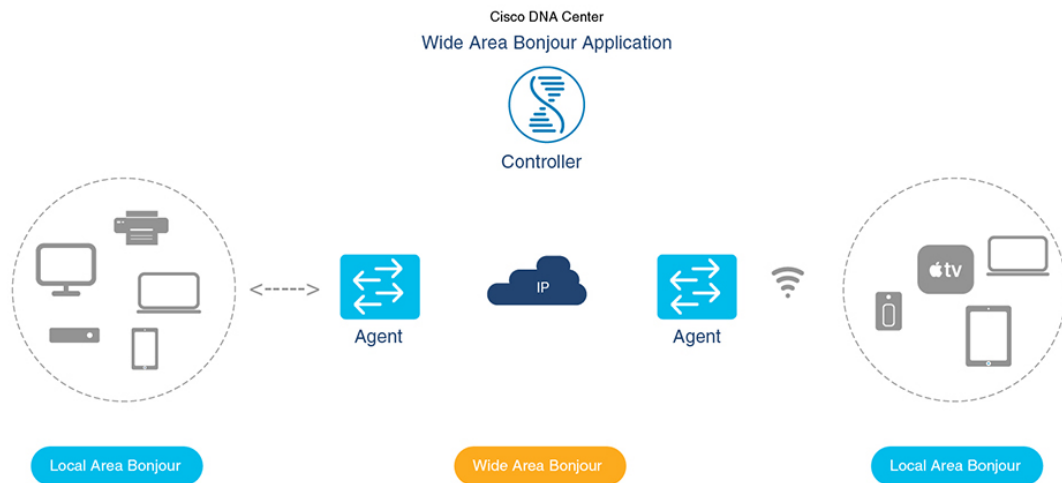 Cisco DNA Center
Wide Area Bonjour Application
Controller
tv
IP
Agent
Agent
Local Area Bonjour
Wide Area Bonjour
Local Area Bonjour